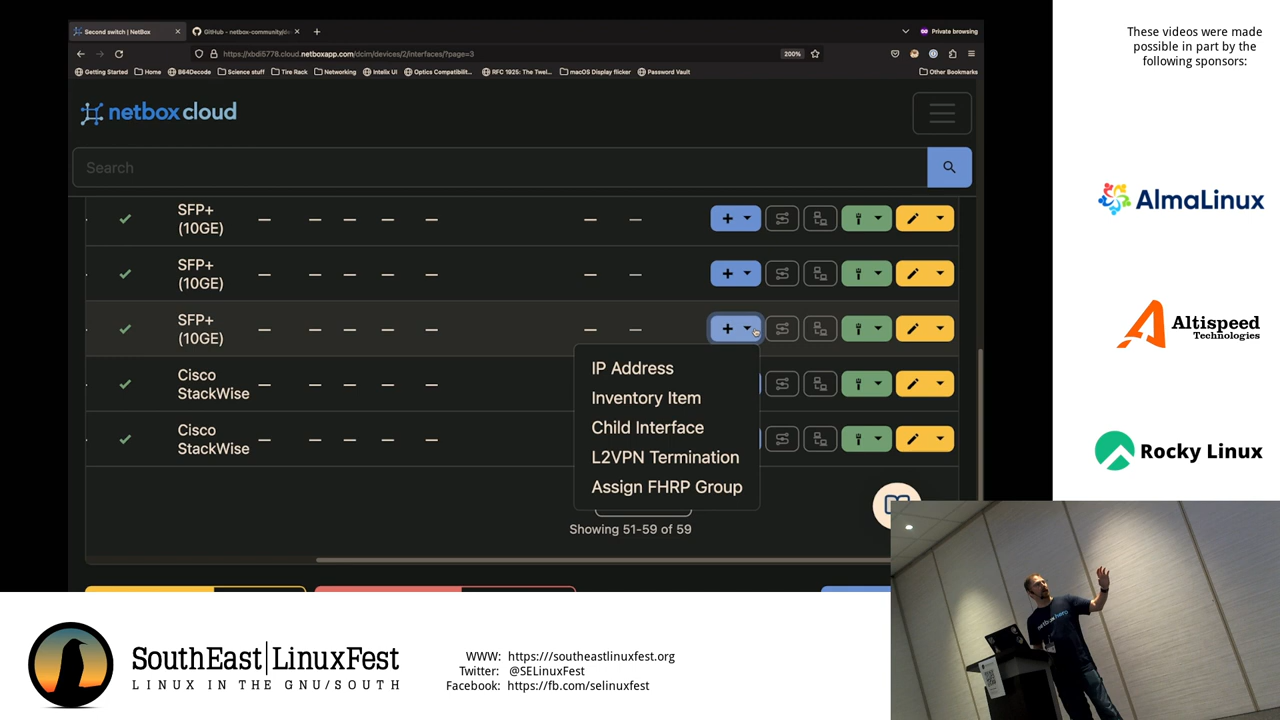 Second switch | NetBox
GitHub - netbox-community/de
Private browsing
https://xbdi5778.cloud.netboxapp.com/dcim/devices/2/interfaces/?page=3
200%
Getting Started
Home
B64Decode
Science stuff
Tire Rack
Networking
Intelix UI
Optics Compatibilit...
RFC 1925: The Twel...
macOS Display flicker
Password Vault
Other Bookmarks
netbox cloud
Search
SFP+
(10GE)
— — — — — — —
SFP+
(10GE)
— — — — — —
SFP+
(10GE)
— — — — — —
Cisco
StackWise
— — — —
Cisco
StackWise
— — — —
IP Address
Inventory Item
Child Interface
L2VPN Termination
Assign FHRP Group
Showing 51-59 of 59
These videos were made
possible in part by the
following sponsors:
AlmaLinux
Altispeed
Technologies
Rocky Linux
SouthEast|LinuxFest
LINUX IN THE GNU/SOUTH
WWW: https:///southeastlinuxfest.org
Twitter: @SELinuxFest
Facebook: https://fb.com/selinuxfest